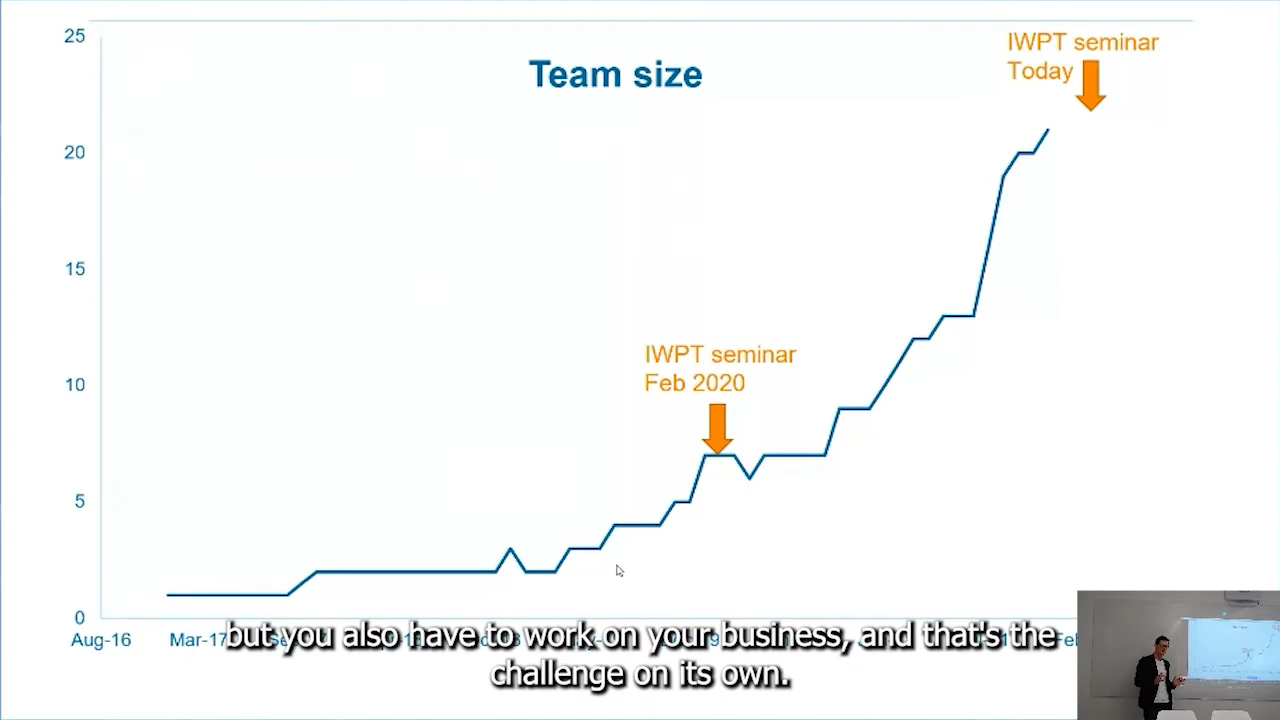 25
Team size
IWPT seminar
Today
20
15
IWPT seminar
Feb 2020
10
5
0
Aug-16
Mar-17
but you also have to work on your business, and that's the
challenge on its own.